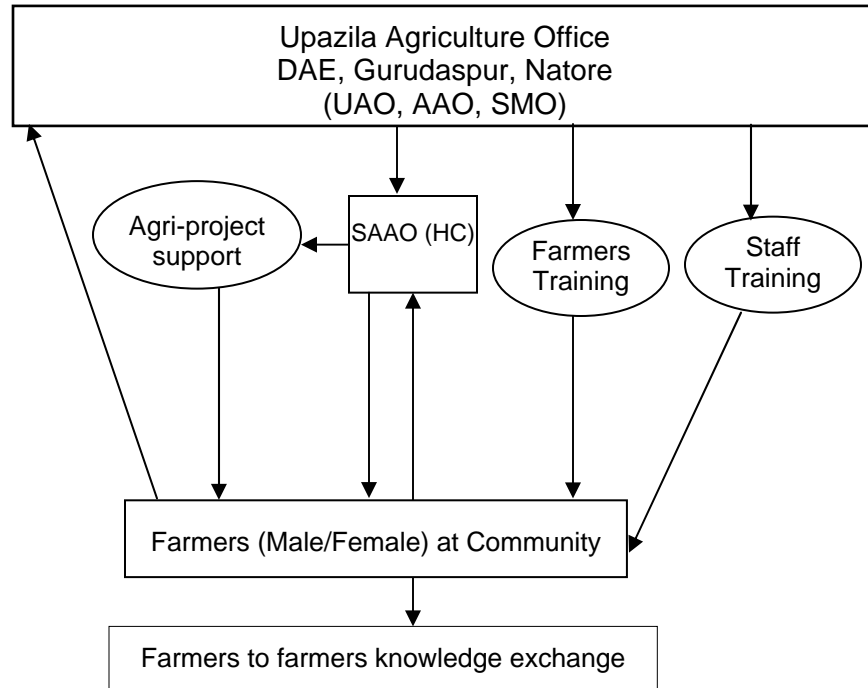 Upazila Agriculture Office
DAE, Gurudaspur, Natore
(UAO, AAO, SMO)
Agri-project
support
SAAO (HC)
Farmers
Training
Staff
Training
Farmers (Male/Female) at Community
Farmers to farmers knowledge exchange